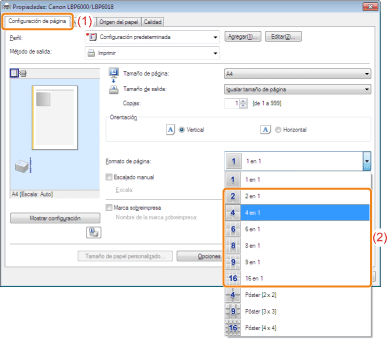 Propiedades: Canon LBP6000/LBP6018
Configuración de página
(1)
Origen del papel
Calidad
Perfil:
Configuración predeterminada
Agregar(1)...
Editar(2)...
Método de salida:
Imprimir
Tamaño de página:
A4
Tamaño de salida:
Igualar tamaño de página
Copias:
1
[de 1 a 999]
Orientación
A
Vertical
A
Horizontal
Formato de página:
1
1 en 1
Escalado manual
Escala:
Marca sobreimpresa
Nombre de la marca sobreimpresa:
A4 [Escala: Auto]
Mostrar configuración
Tamaño de papel personalizado...
Opciones
1
1 en 1
2
2 en 1
4
4 en 1
6
6 en 1
8
8 en 1
9
9 en 1
16
16 en 1
(2)
4
Póster [2 x 2]
9
Póster [3 x 3]
16
Póster [4 x 4]